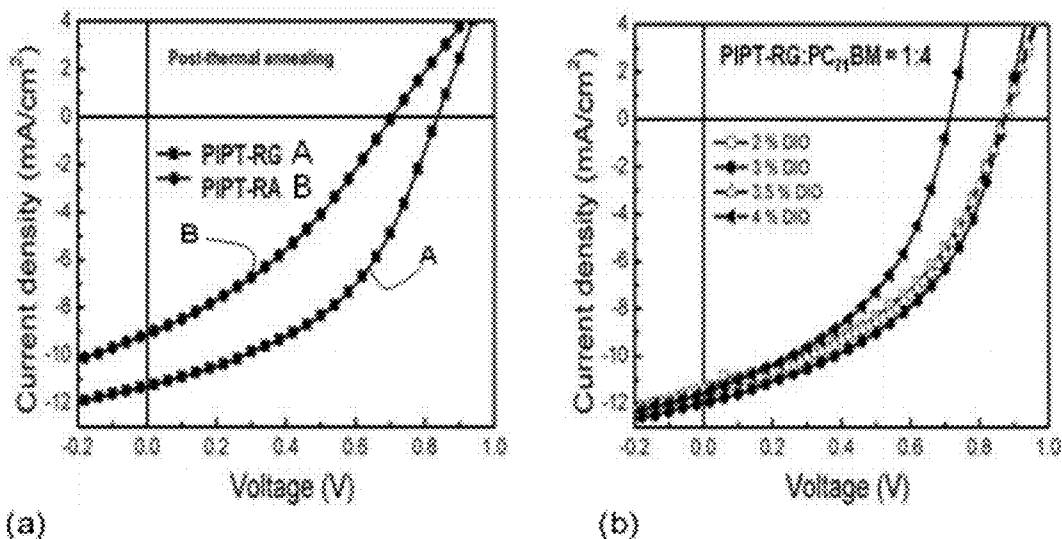 Post-thermal annealing
PIPT-RG A
PIPT-RA B
B
A
Current density (mA/cm²)
4
2
0
-2
-4
-6
-8
-10
-12
-0.2 0.0 0.2 0.4 0.6 0.8 1.0
Voltage (V)
(a)
PIPT-RG:PC₇₁BM = 1:4
2 % DIO
3 % DIO
3.5 % DIO
4 % DIO
Current density (mA/cm²)
4
2
0
-2
-4
-6
-8
-10
-12
-0.2 0.0 0.2 0.4 0.6 0.8 1.0
Voltage (V)
(b)